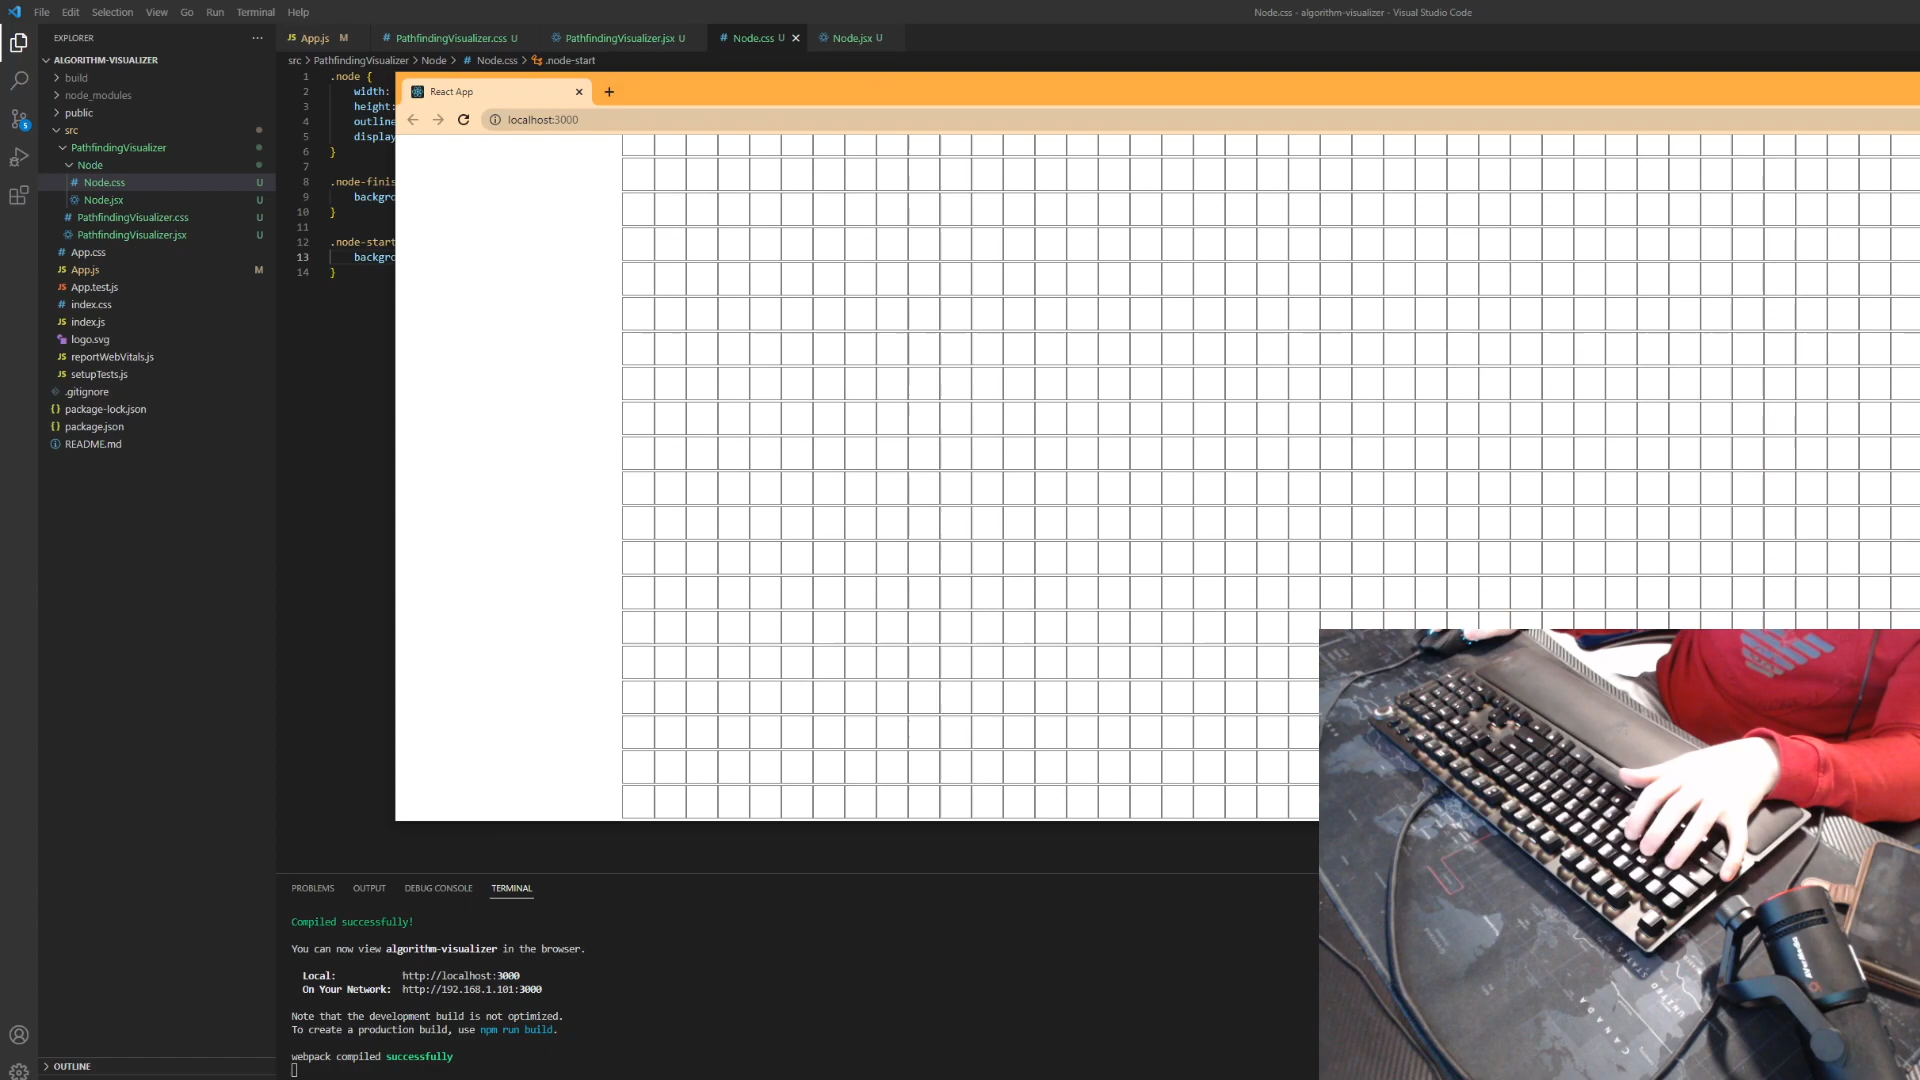 File Edit Selection View Go Run Terminal Help
Node.css - algorithm-visualizer - Visual Studio Code
EXPLORER
ALGORITHM-VISUALIZER
build
node_modules
public
src
PathfindingVisualizer
Node
Node.css U
Node.jsx U
PathfindingVisualizer.css U
PathfindingVisualizer.jsx U
App.css
App.js M
App.test.js
index.css
index.js
logo.svg
reportWebVitals.js
setupTests.js
.gitignore
package-lock.json
package.json
README.md
OUTLINE
App.js M PathfindingVisualizer.css U PathfindingVisualizer.jsx U Node.css U Node.jsx U
src > PathfindingVisualizer > Node > # Node.css > .node-start
1 .node {
2 width:
3 height:
4 outline
5 display
6 }
7
8 .node-finis
9 backgro
10 }
11
12 .node-start
13 backgro
14 }
React App
localhost:3000
PROBLEMS OUTPUT DEBUG CONSOLE TERMINAL
Compiled successfully!
You can now view algorithm-visualizer in the browser.
Local: http://localhost:3000
On Your Network: http://192.168.1.101:3000
Note that the development build is not optimized.
To create a production build, use npm run build.
webpack compiled successfully
UNITED
STATES
CANADA
AVerMedia